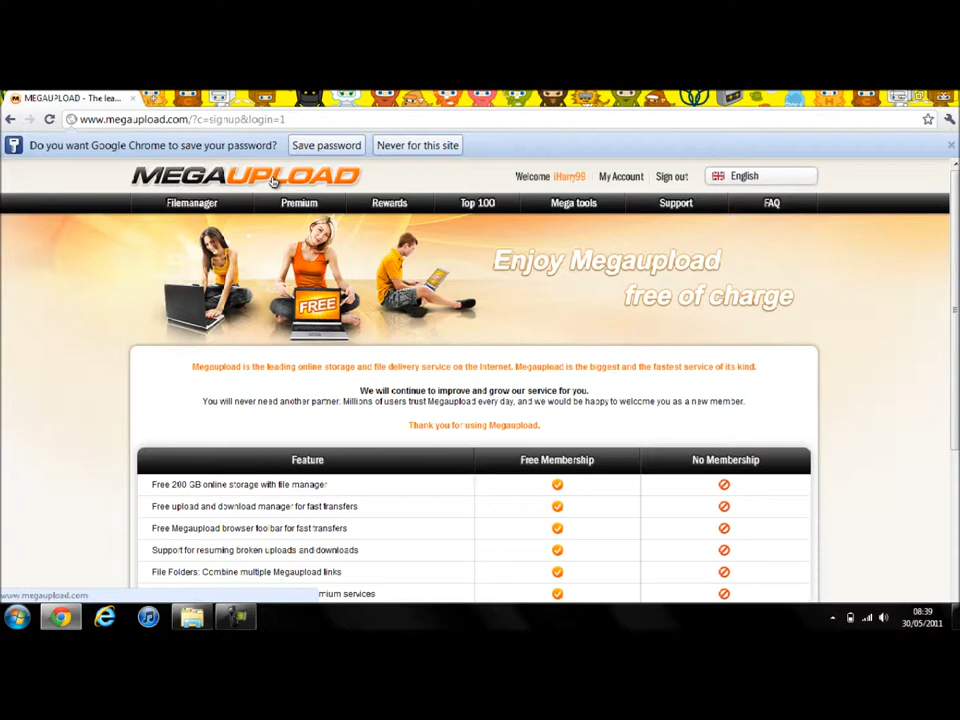 MEGAUPLOAD - The lea...
www.megaupload.com/?c=signup&login=1
Do you want Google Chrome to save your password?
Save password
Never for this site
MEGAUPLOAD
Welcome iHarry99
My Account
Sign out
English
Filemanager
Premium
Rewards
Top 100
Mega tools
Support
FAQ
FREE
FREE
Enjoy Megaupload
free of charge
Megaupload is the leading online storage and file delivery service on the Internet. Megaupload is the biggest and the fastest service of its kind.
We will continue to improve and grow our service for you.
You will never need another partner. Millions of users trust Megaupload every day, and we would be happy to welcome you as a new member.
Thank you for using Megaupload.
Feature
Free Membership
No Membership
Free 200 GB online storage with file manager
Free upload and download manager for fast transfers
Free Megaupload browser toolbar for fast transfers
Support for resuming broken uploads and downloads
File Folders: Combine multiple Megaupload links
mium services
www.megaupload.com
08:39
30/05/2011